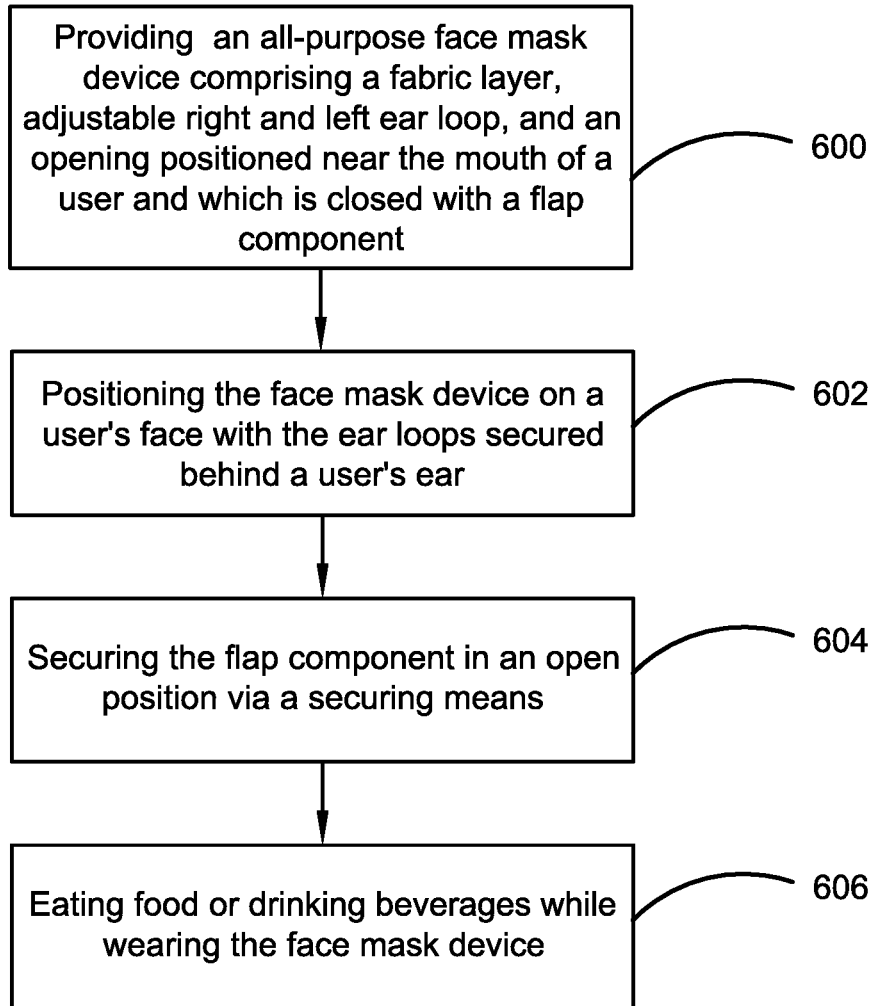 Providing an all-purpose face mask
device comprising a fabric layer,
adjustable right and left ear loop, and an
opening positioned near the mouth of a
user and which is closed with a flap
component
600
Positioning the face mask device on a
user's face with the ear loops secured
behind a user's ear
602
Securing the flap component in an open
position via a securing means
604
Eating food or drinking beverages while
wearing the face mask device
606